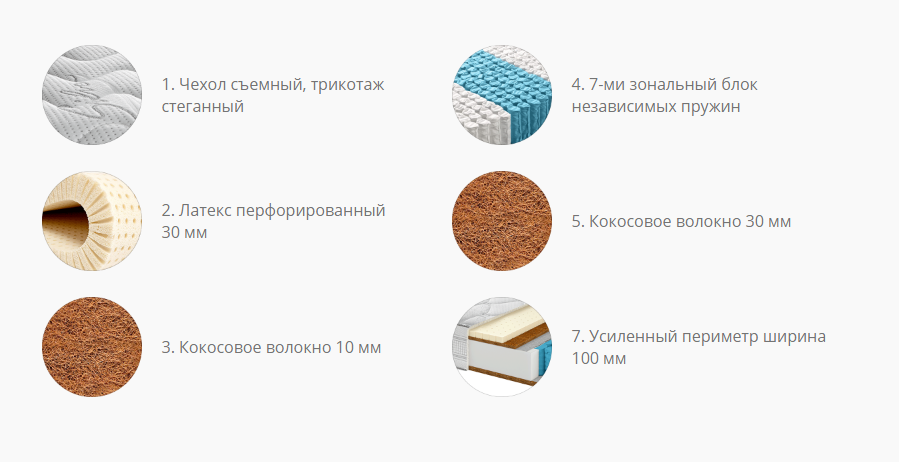 1. Чехол съемный, трикотаж
стеганный
2. Латекс перфорированный
30 мм
3. Кокосовое волокно 10 мм
4. 7-ми зональный блок
независимых пружин
5. Кокосовое волокно 30 мм
7. Усиленный периметр ширина
100 мм